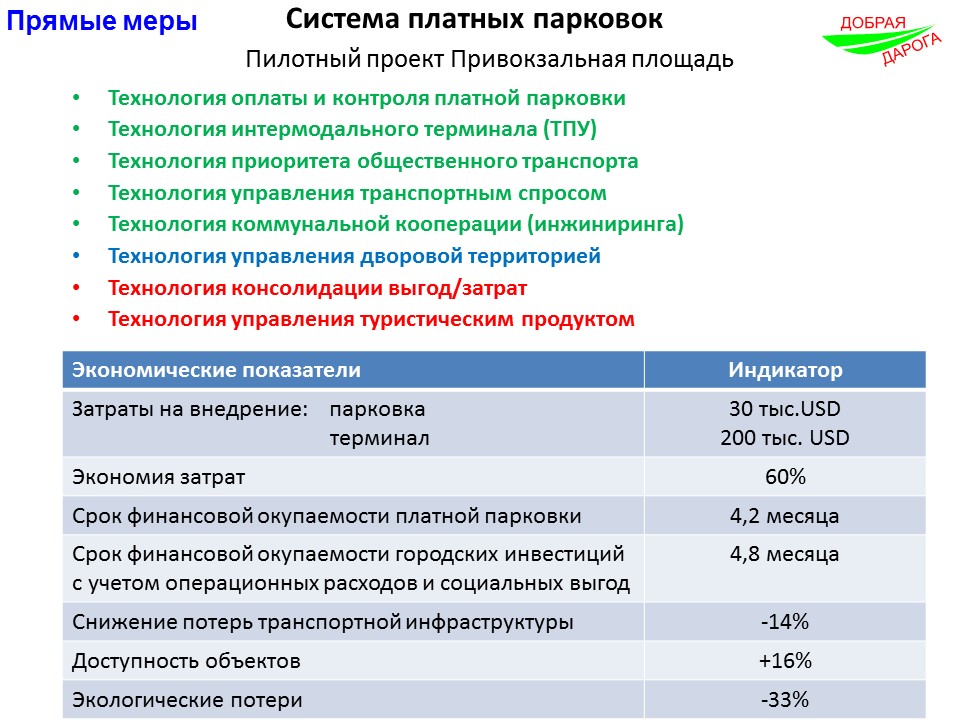 Прямые меры
Система платных парковок
ДОБРАЯ
ДАРОГА
Пилотный проект Привокзальная площадь
• Технология оплаты и контроля платной парковки
• Технология интермодального терминала (ТПУ)
• Технология приоритета общественного транспорта
• Технология управления транспортным спросом
• Технология коммунальной кооперации (инжиниринга)
• Технология управления дворовой территорией
• Технология консолидации выгод/затрат
• Технология управления туристическим продуктом
Экономические показатели Индикатор
Затраты на внедрение: парковка 30 тыс.USD
терминал 200 тыс. USD
Экономия затрат 60%
Срок финансовой окупаемости платной парковки 4,2 месяца
Срок финансовой окупаемости городских инвестиций 4,8 месяца
с учетом операционных расходов и социальных выгод
Снижение потерь транспортной инфраструктуры -14%
Доступность объектов +16%
Экологические потери -33%